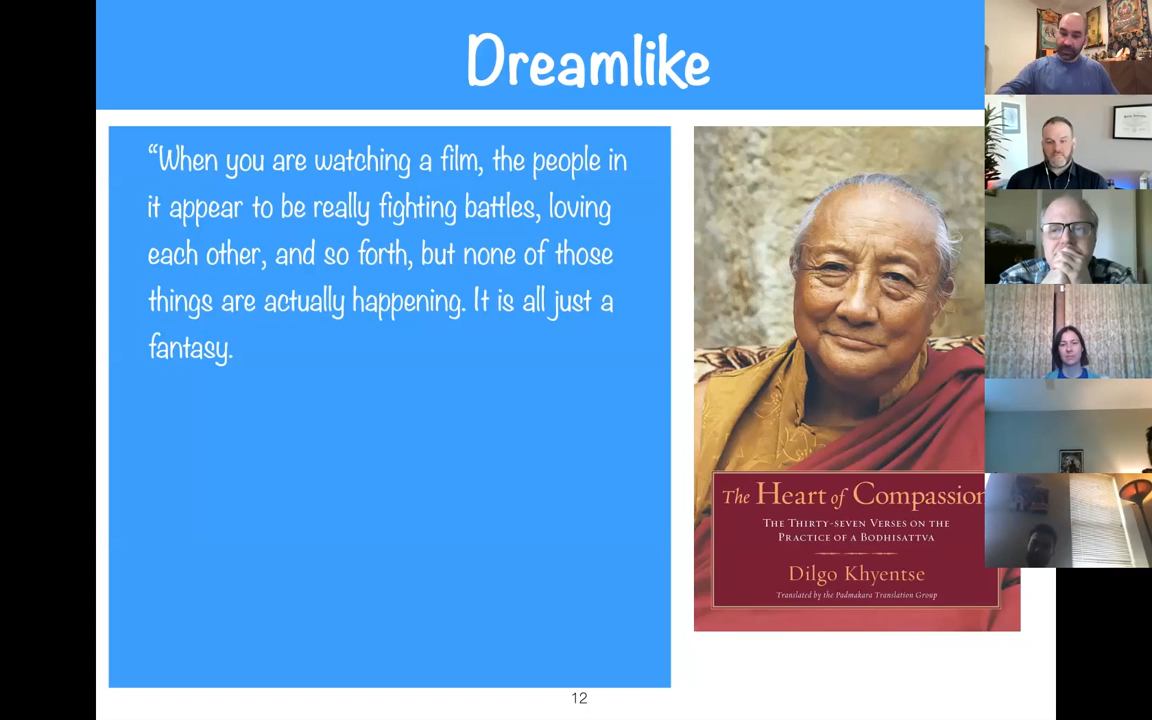 Dreamlike
“When you are watching a film, the people in
it appear to be really fighting battles, loving
each other, and so forth, but none of those
things are actually happening. It is all just a
fantasy.
The Heart of Compassion
THE THIRTY-SEVEN VERSES ON THE
PRACTICE OF A BODHISATTVA
Dilgo Khyentse
Translated by the Padmakara Translation Group
12